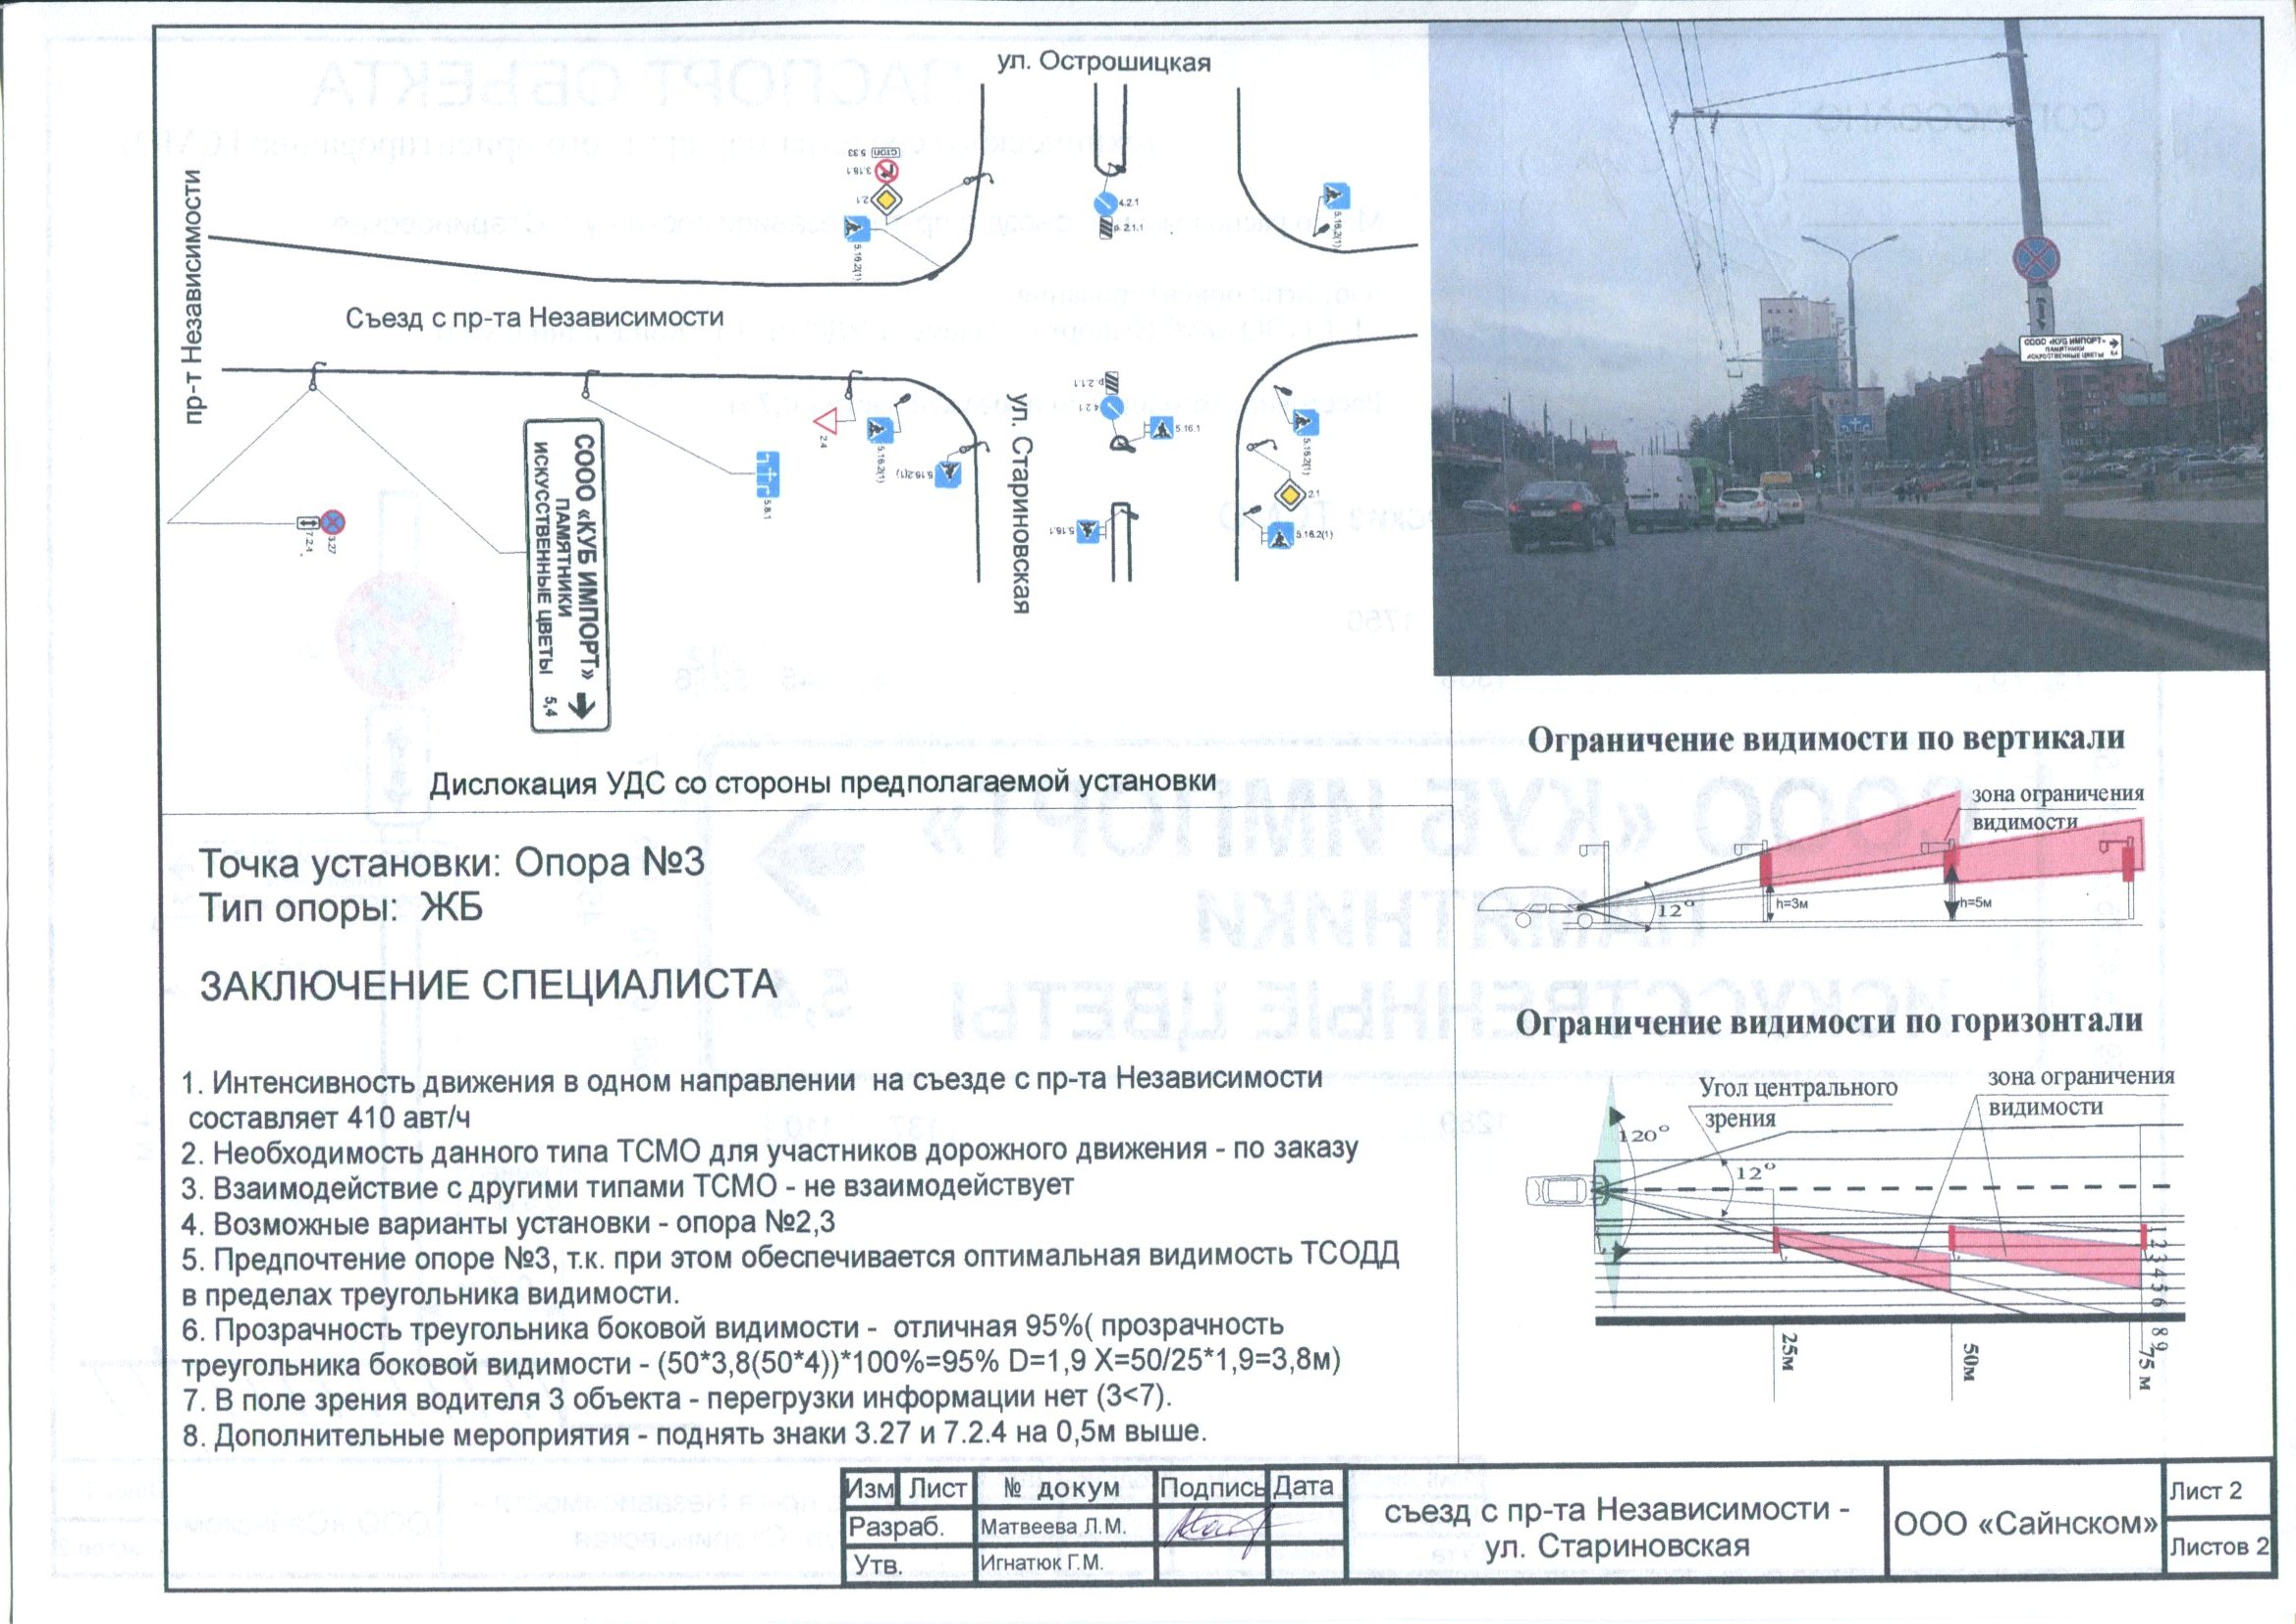 ул. Острошицкая
пр-т Независимости
Съезд с пр-та Независимости
ул. Стариновская
СТОП 5.33
3.18.1
2.1
5.16.2(1)
4.2.1
р. 2.1.1
5.16.2(1)
р. 2.1.1
4.2.1
5.16.1
5.16.2(1)
2.1
5.16.2(1)
5.16.1
2.4
5.16.2(1)
5.16.2(1)
5.8.1
7.2.4
3.27
СООО «КУБ ИМПОРТ»
ПАМЯТНИКИ
ИСКУССТВЕННЫЕ ЦВЕТЫ 5,4
Дислокация УДС со стороны предполагаемой установки
СООО «КУБ ИМПОРТ»
ПАМЯТНИКИ
ИСКУССТВЕННЫЕ ЦВЕТЫ 5,4
Точка установки: Опора №3
Тип опоры: ЖБ
ЗАКЛЮЧЕНИЕ СПЕЦИАЛИСТА
1. Интенсивность движения в одном направлении на съезде с пр-та Независимости
составляет 410 авт/ч
2. Необходимость данного типа ТСМО для участников дорожного движения - по заказу
3. Взаимодействие с другими типами ТСМО - не взаимодействует
4. Возможные варианты установки - опора №2,3
5. Предпочтение опоре №3, т.к. при этом обеспечивается оптимальная видимость ТСОДД
в пределах треугольника видимости.
6. Прозрачность треугольника боковой видимости - отличная 95%( прозрачность
треугольника боковой видимости - (50*3,8(50*4))*100%=95% D=1,9 X=50/25*1,9=3,8м)
7. В поле зрения водителя 3 объекта - перегрузки информации нет (3<7).
8. Дополнительные мероприятия - поднять знаки 3.27 и 7.2.4 на 0,5м выше.
Ограничение видимости по вертикали
зона ограничения
видимости
12°
h=3м
h=5м
Ограничение видимости по горизонтали
Угол центрального
зрения
зона ограничения
видимости
120°
12°
1 2 3 4 5 6 8 9
25м
50м
75 м
Изм Лист № докум Подпись Дата
Разраб. Матвеева Л.М.
Утв. Игнатюк Г.М.
съезд с пр-та Независимости -
ул. Стариновская
ООО «Сайнском»
Лист 2
Листов 2